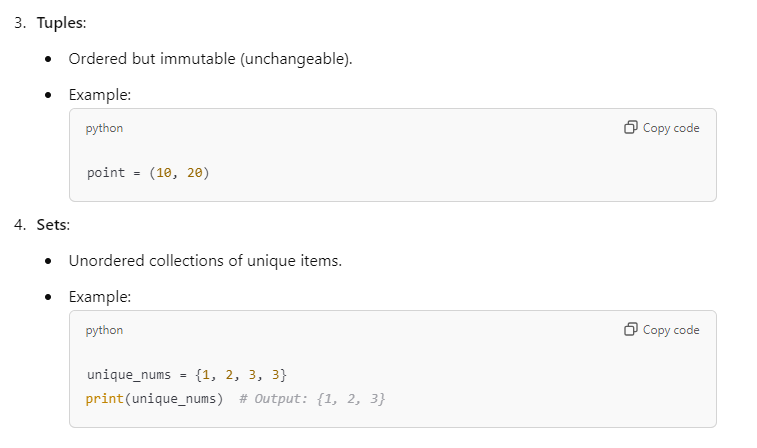 3. Tuples:
• Ordered but immutable (unchangeable).
• Example:
python Copy code
point = (10, 20)
4. Sets:
• Unordered collections of unique items.
• Example:
python Copy code
unique_nums = {1, 2, 3, 3}
print(unique_nums)  # Output: {1, 2, 3}